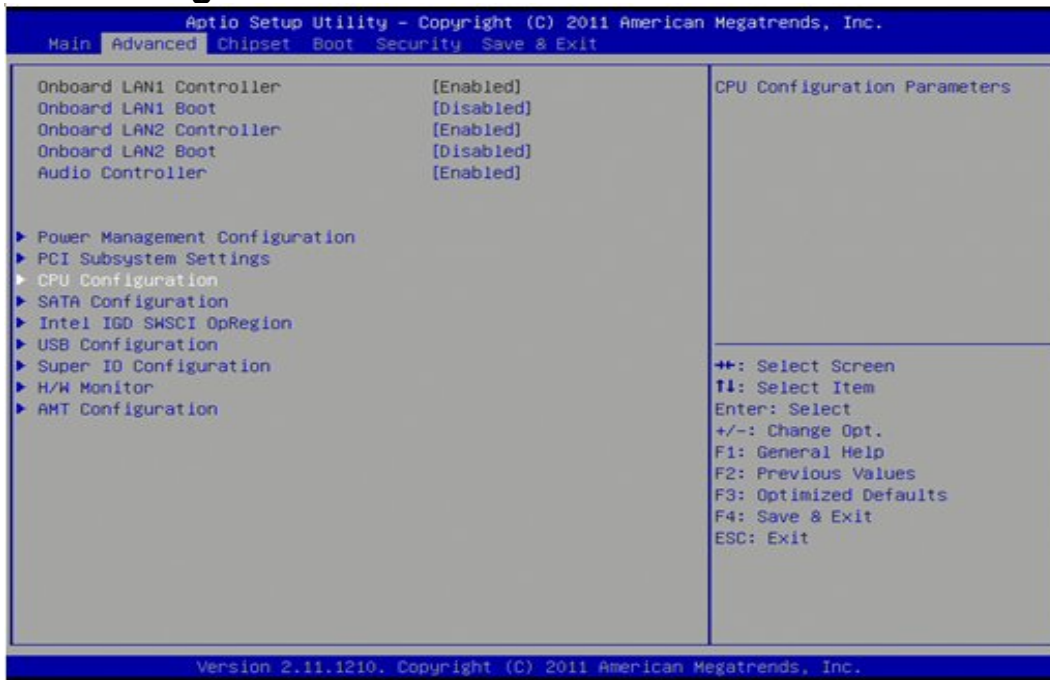 Aptio Setup Utility – Copyright (C) 2011 American Megatrends, Inc.
Main Advanced Chipset Boot Security Save & Exit
Onboard LAN1 Controller [Enabled]
Onboard LAN1 Boot [Disabled]
Onboard LAN2 Controller [Enabled]
Onboard LAN2 Boot [Disabled]
Audio Controller [Enabled]
▶ Power Management Configuration
▶ PCI Subsystem Settings
▶ CPU Configuration
▶ SATA Configuration
▶ Intel IGD SWSCI OpRegion
▶ USB Configuration
▶ Super IO Configuration
▶ H/W Monitor
▶ AMT Configuration
CPU Configuration Parameters
→←: Select Screen
↑↓: Select Item
Enter: Select
+/-: Change Opt.
F1: General Help
F2: Previous Values
F3: Optimized Defaults
F4: Save & Exit
ESC: Exit
Version 2.11.1210. Copyright (C) 2011 American Megatrends, Inc.